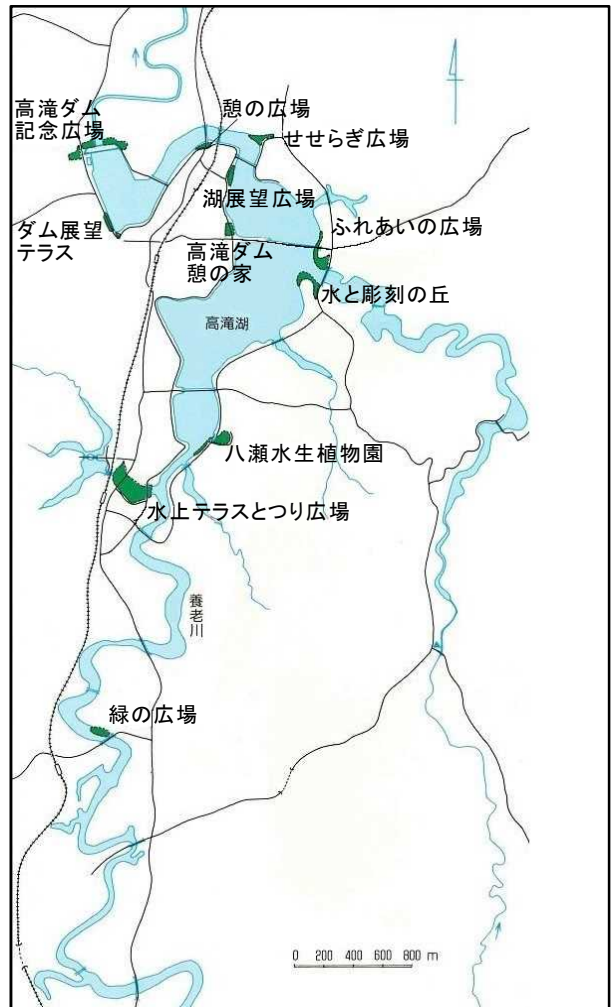 高滝ダム
記念広場
憩の広場
せせらぎ広場
湖展望広場
ダム展望
テラス
高滝ダム
憩の家
ふれあいの広場
水と彫刻の丘
高滝湖
八瀬水生植物園
水上テラスとつり広場
養老川
緑の広場
0 200 400 600 800 m